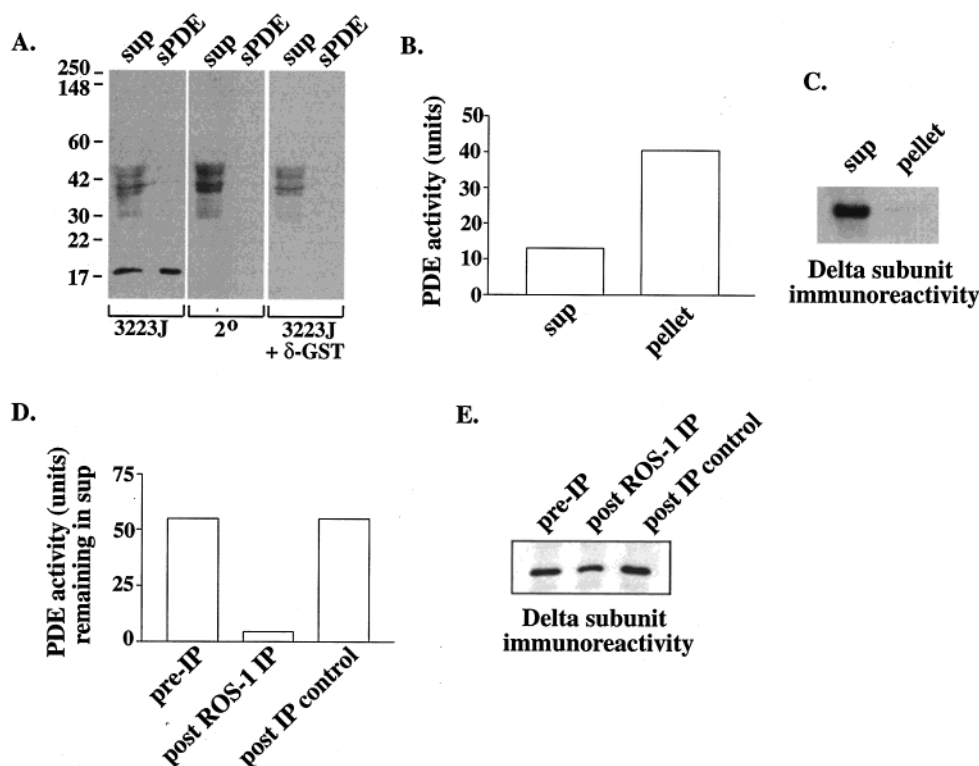 A.
sup sPDE sup sPDE sup sPDE
250
148
60
42
30
22
17
3223J 2º 3223J
+ δ-GST
B.
PDE activity (units)
50
40
30
20
10
0
sup pellet
C.
sup pellet
Delta subunit
immunoreactivity
D.
PDE activity (units)
remaining in sup
75
50
25
0
pre-IP post ROS-1 IP post IP control
E.
pre-IP post ROS-1 IP post IP control
Delta subunit
immunoreactivity